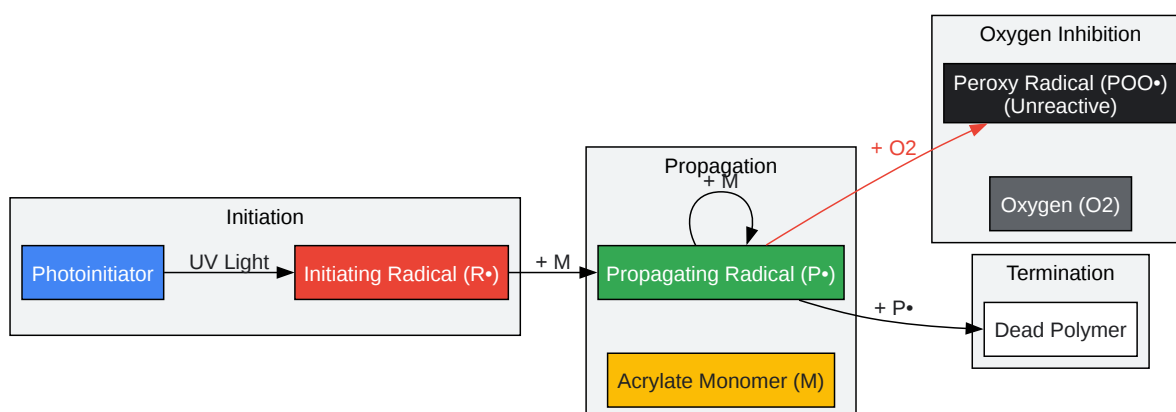 Initiation
Photoinitiator
UV Light
Initiating Radical (R•)
+ M
Propagation
+ M
Propagating Radical (P•)
Acrylate Monomer (M)
+ O2
+ P•
Oxygen Inhibition
Peroxy Radical (POO•)
(Unreactive)
Oxygen (O2)
Termination
Dead Polymer